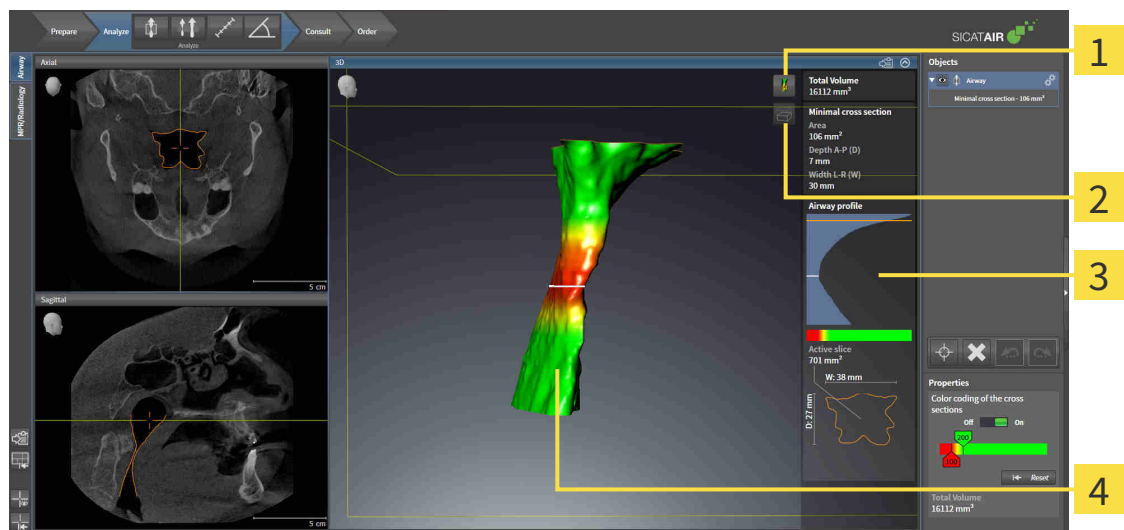 Prepare
Analyze
Analyze
Consult
Order
SICATAIR
Airway
MPR/Radiology
Axial
5 cm
Sagittal
5 cm
3D
Total Volume
16112 mm³
Minimal cross section
Area
106 mm²
Depth A-P (D)
7 mm
Width L-R (W)
30 mm
Airway profile
Active slice
701 mm²
W: 38 mm
D: 27 mm
Objects
Airway
Minimal cross section - 106 mm²
Properties
Color coding of the cross
sections
Off
On
200
100
Reset
Total Volume
16112 mm³
1
2
3
4